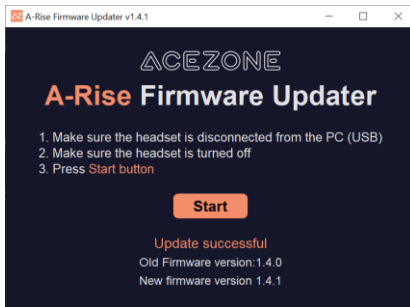 A-Rise Firmware Updater v1.4.1
ACEZONE
A-Rise Firmware Updater
1. Make sure the headset is disconnected from the PC (USB)
2. Make sure the headset is turned off
3. Press Start button
Start
Update successful
Old Firmware version:1.4.0
New firmware version 1.4.1